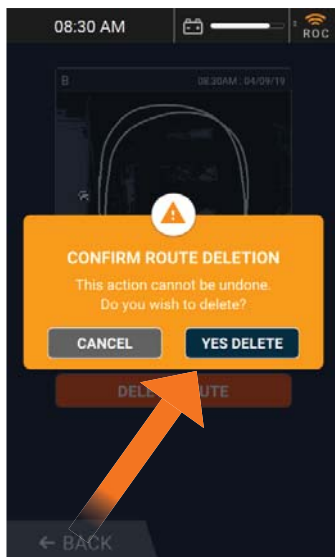 08:30 AM
ROC
B 08:30AM : 04/09/19
CONFIRM ROUTE DELETION
This action cannot be undone.
Do you wish to delete?
CANCEL YES DELETE
← BACK